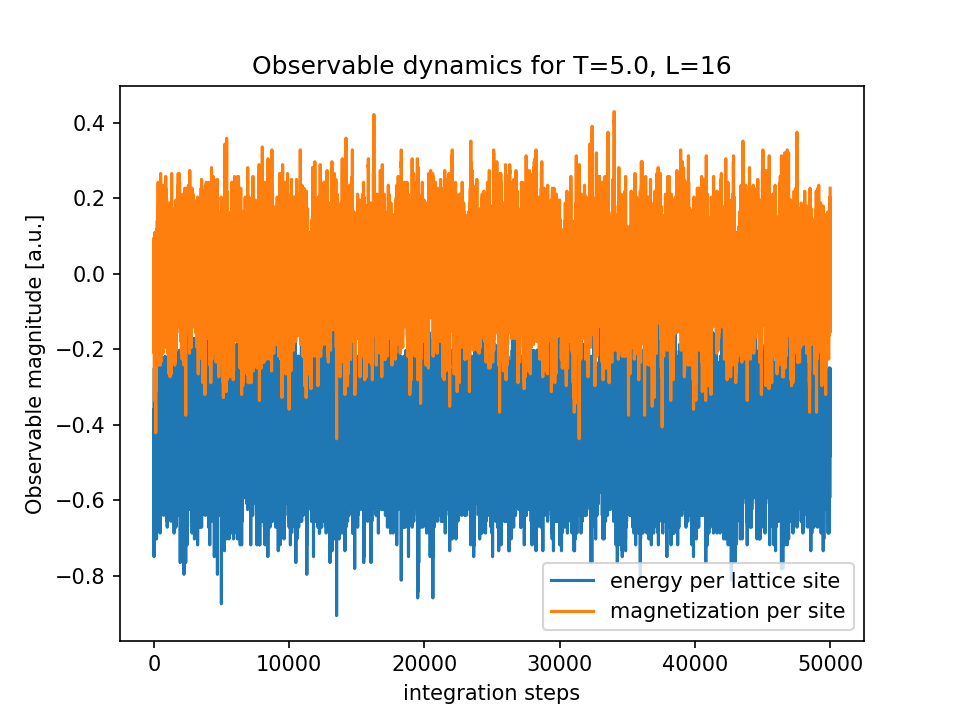 Observable dynamics for T=5.0, L=16
Observable magnitude [a.u.]
0.4
0.2
0.0
−0.2
−0.4
−0.6
−0.8
energy per lattice site
magnetization per site
0 10000 20000 30000 40000 50000
integration steps